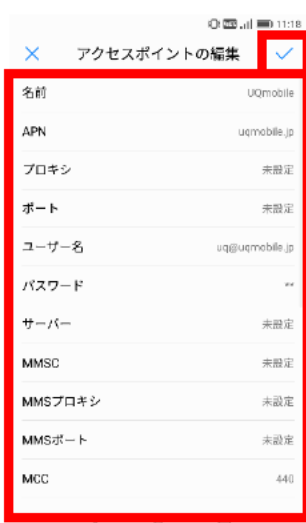 11:18
アクセスポイントの編集
名前 UQmobile
APN uqmobile.jp
プロキシ 未設定
ポート 未設定
ユーザー名 uq@uqmobile.jp
パスワード **
サーバー 未設定
MMSC 未設定
MMSプロキシ 未設定
MMSポート 未設定
MCC 440